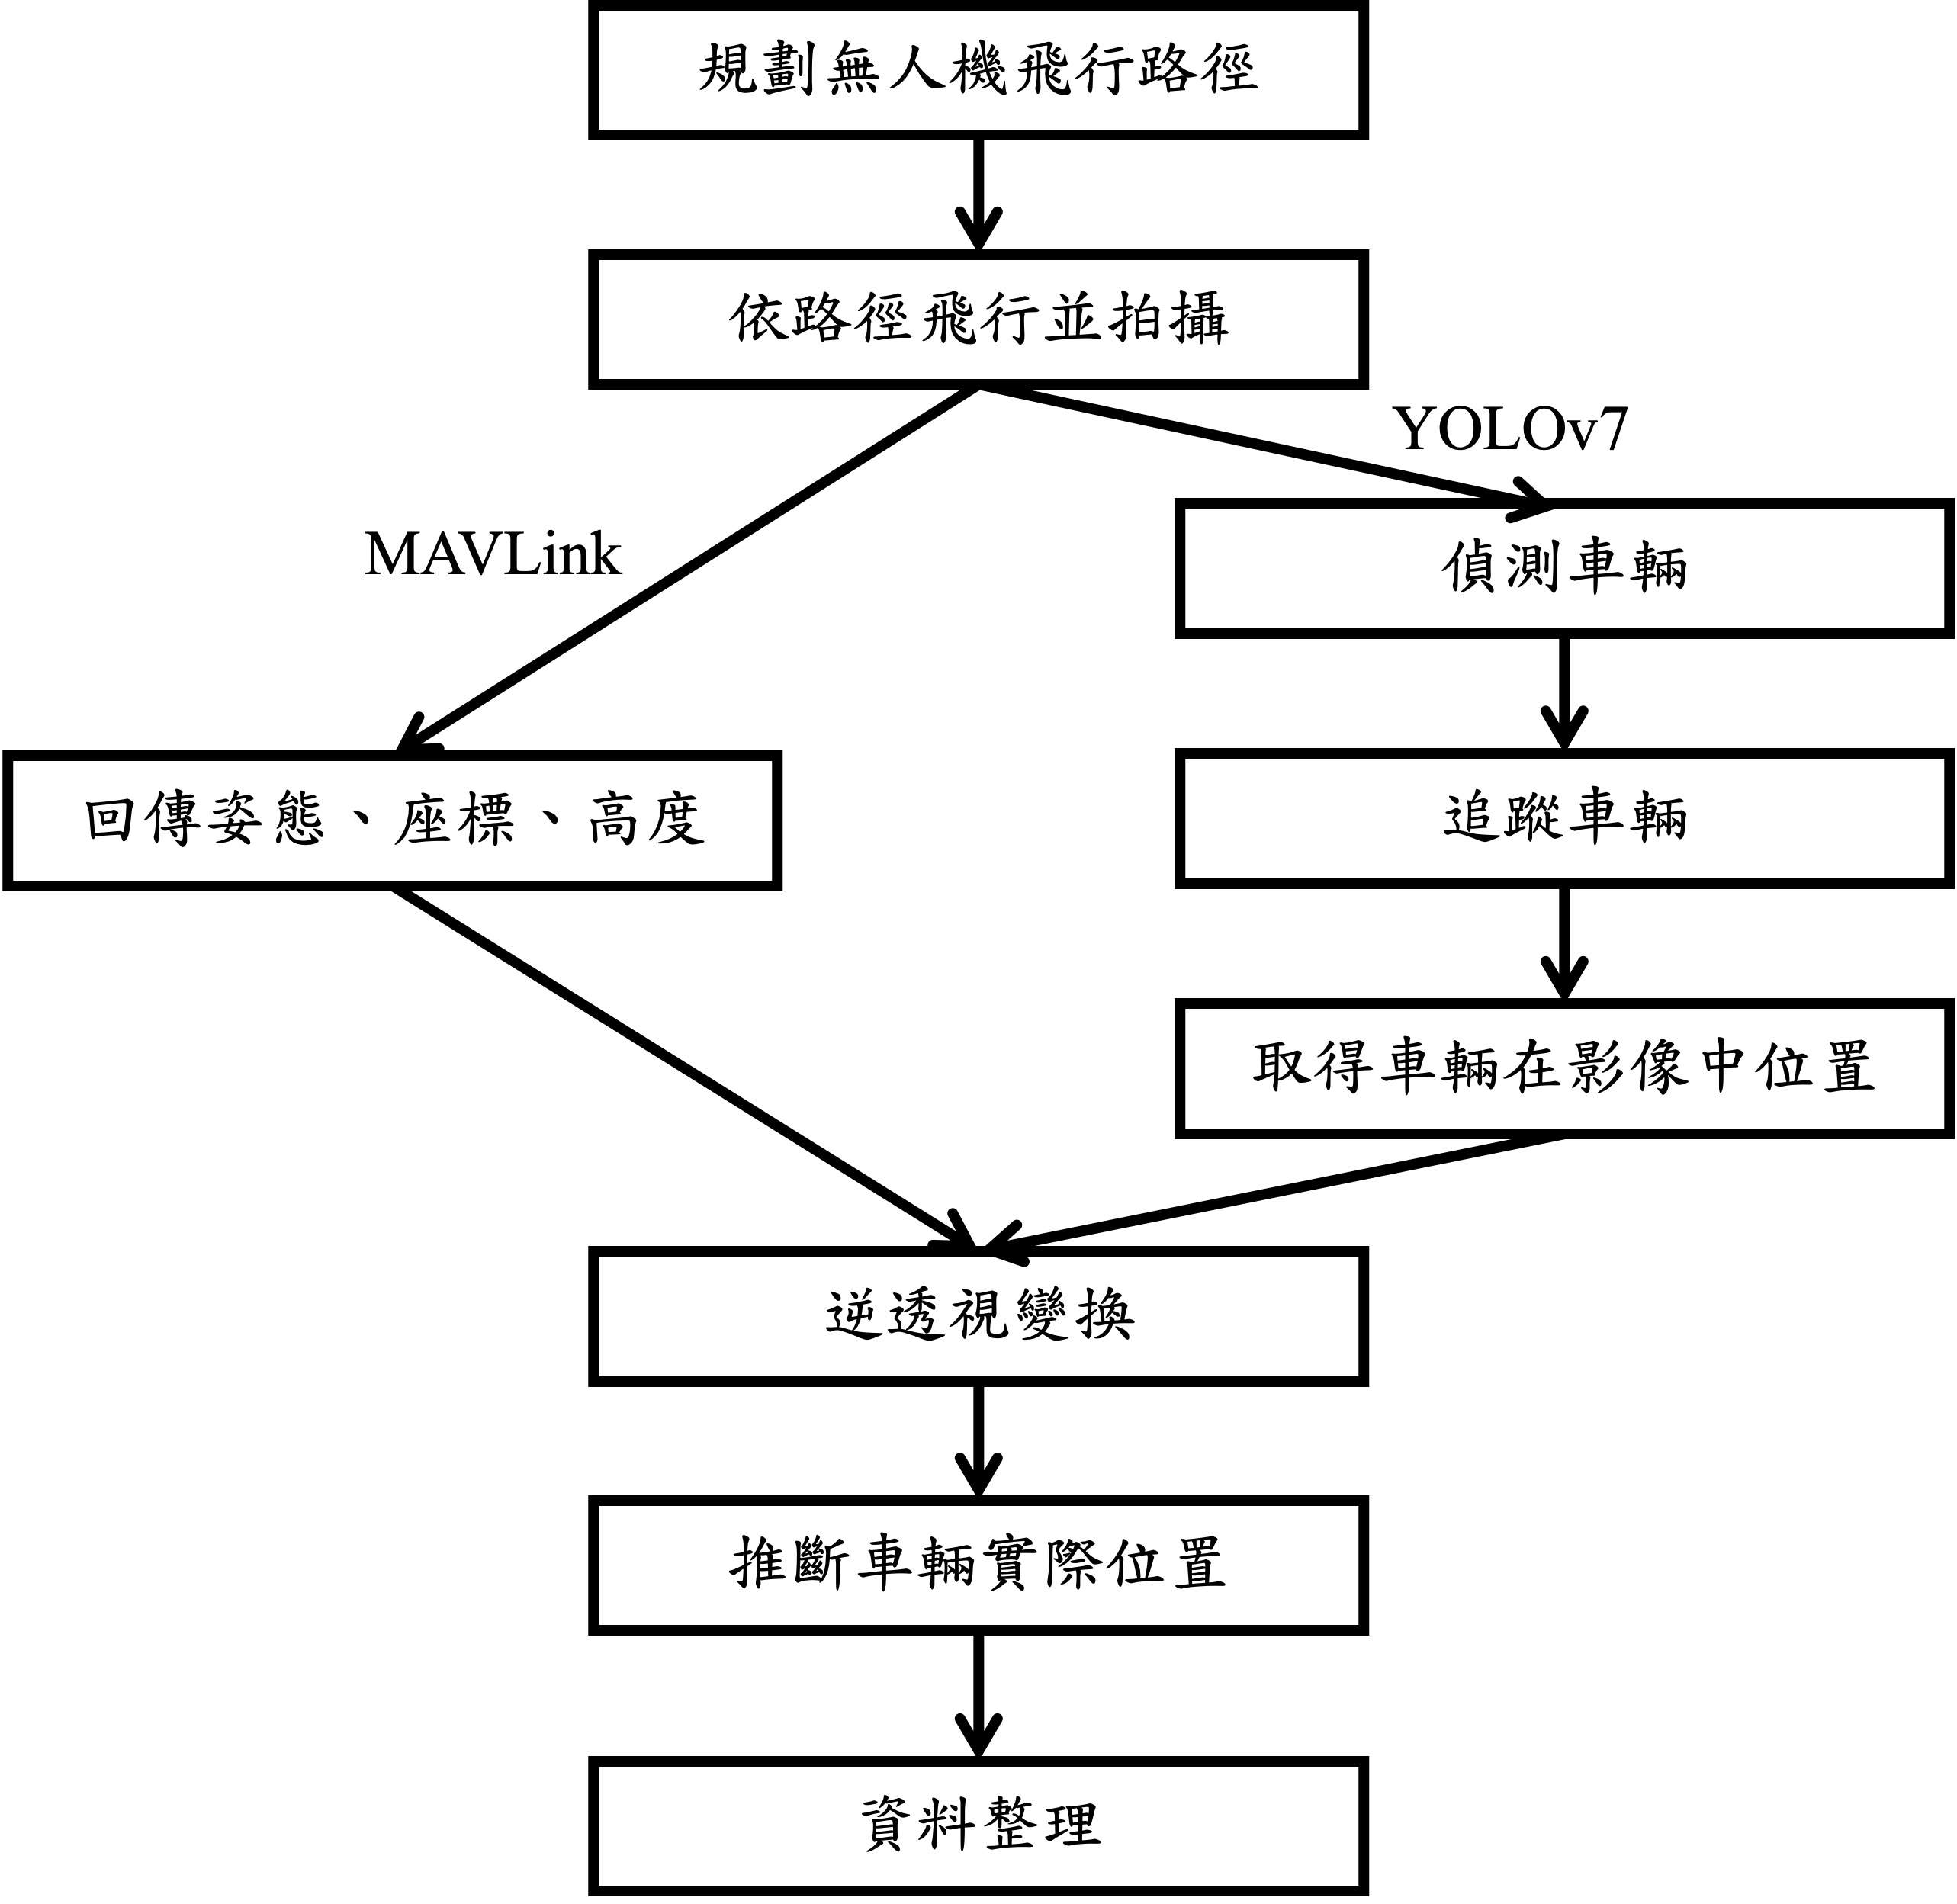 規劃無人機飛行路徑
依路徑飛行並拍攝
YOLOv7
MAVLink
偵測車輛
回傳姿態、座標、高度
追蹤車輛
取得車輛在影像中位置
逆透視變換
推斷車輛實際位置
資料整理